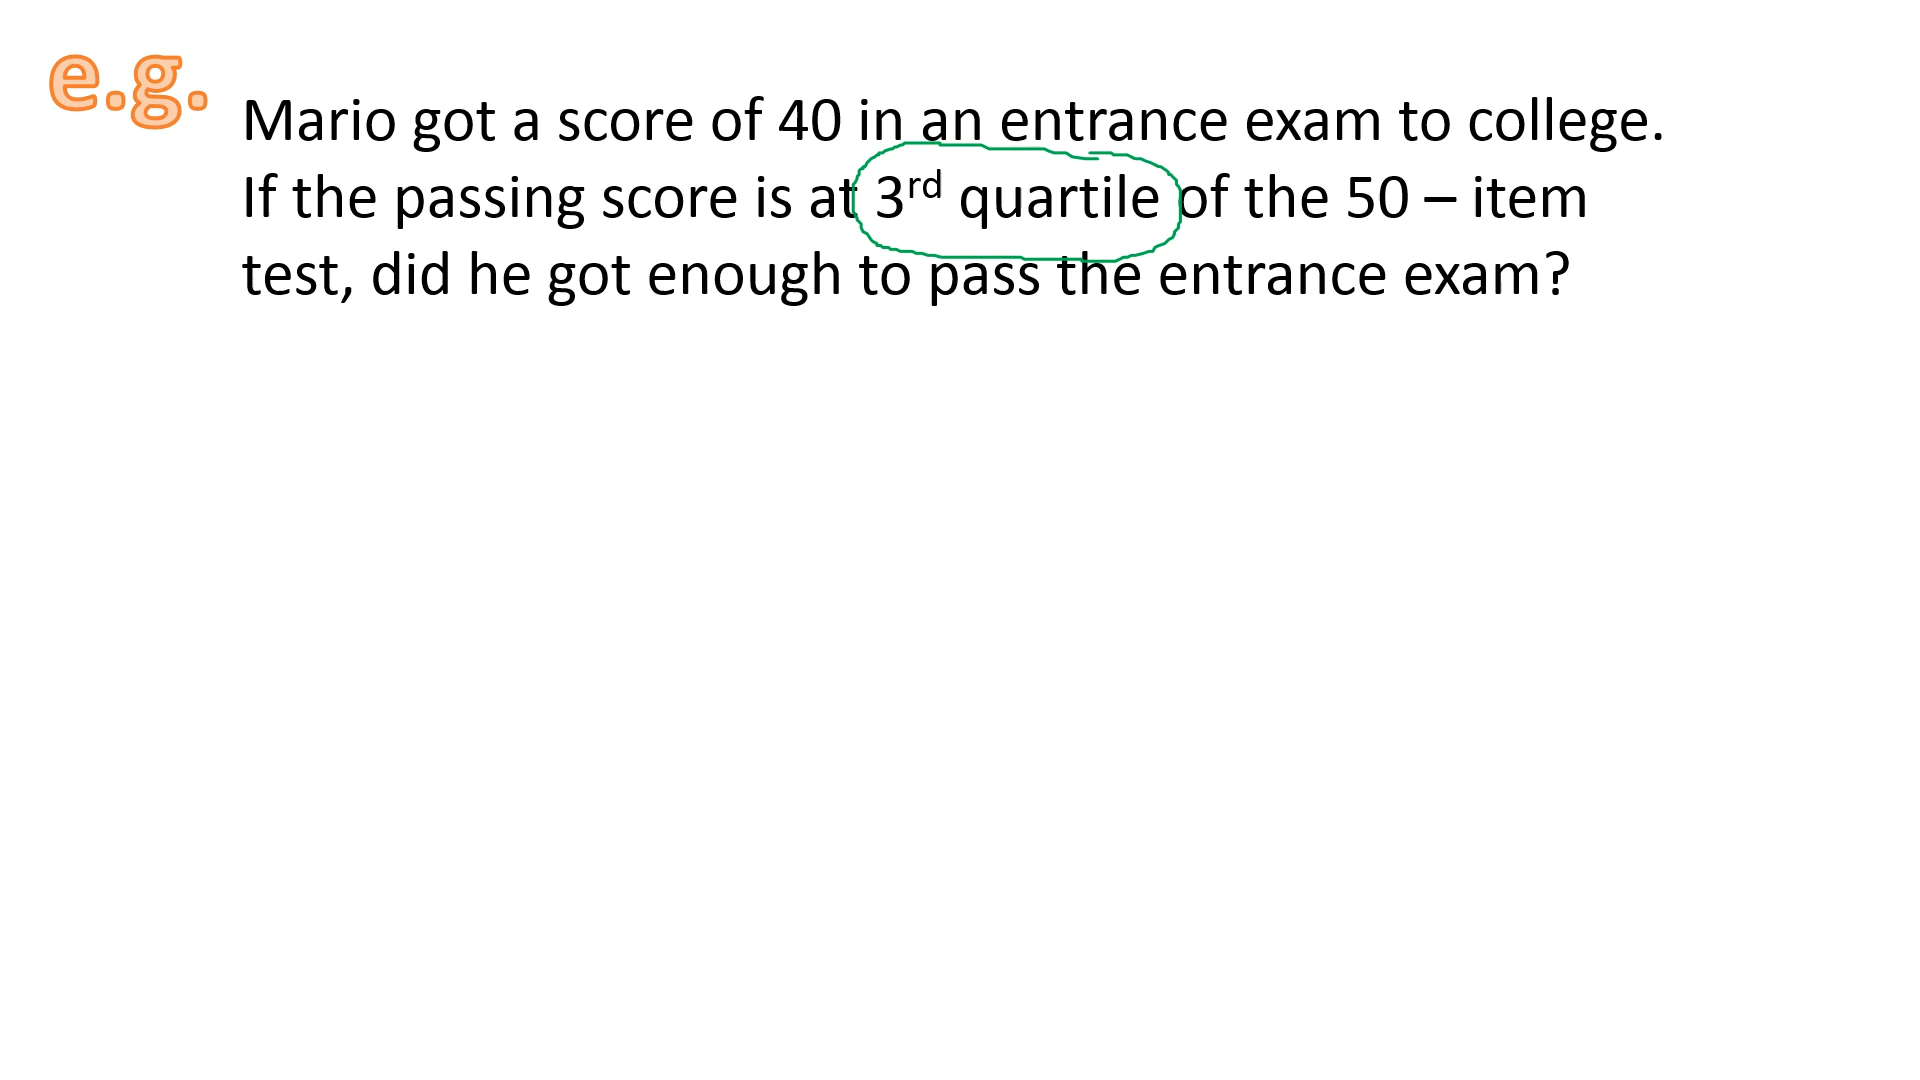 e.g.
Mario got a score of 40 in an entrance exam to college.
If the passing score is at 3rd quartile of the 50 – item
test, did he got enough to pass the entrance exam?